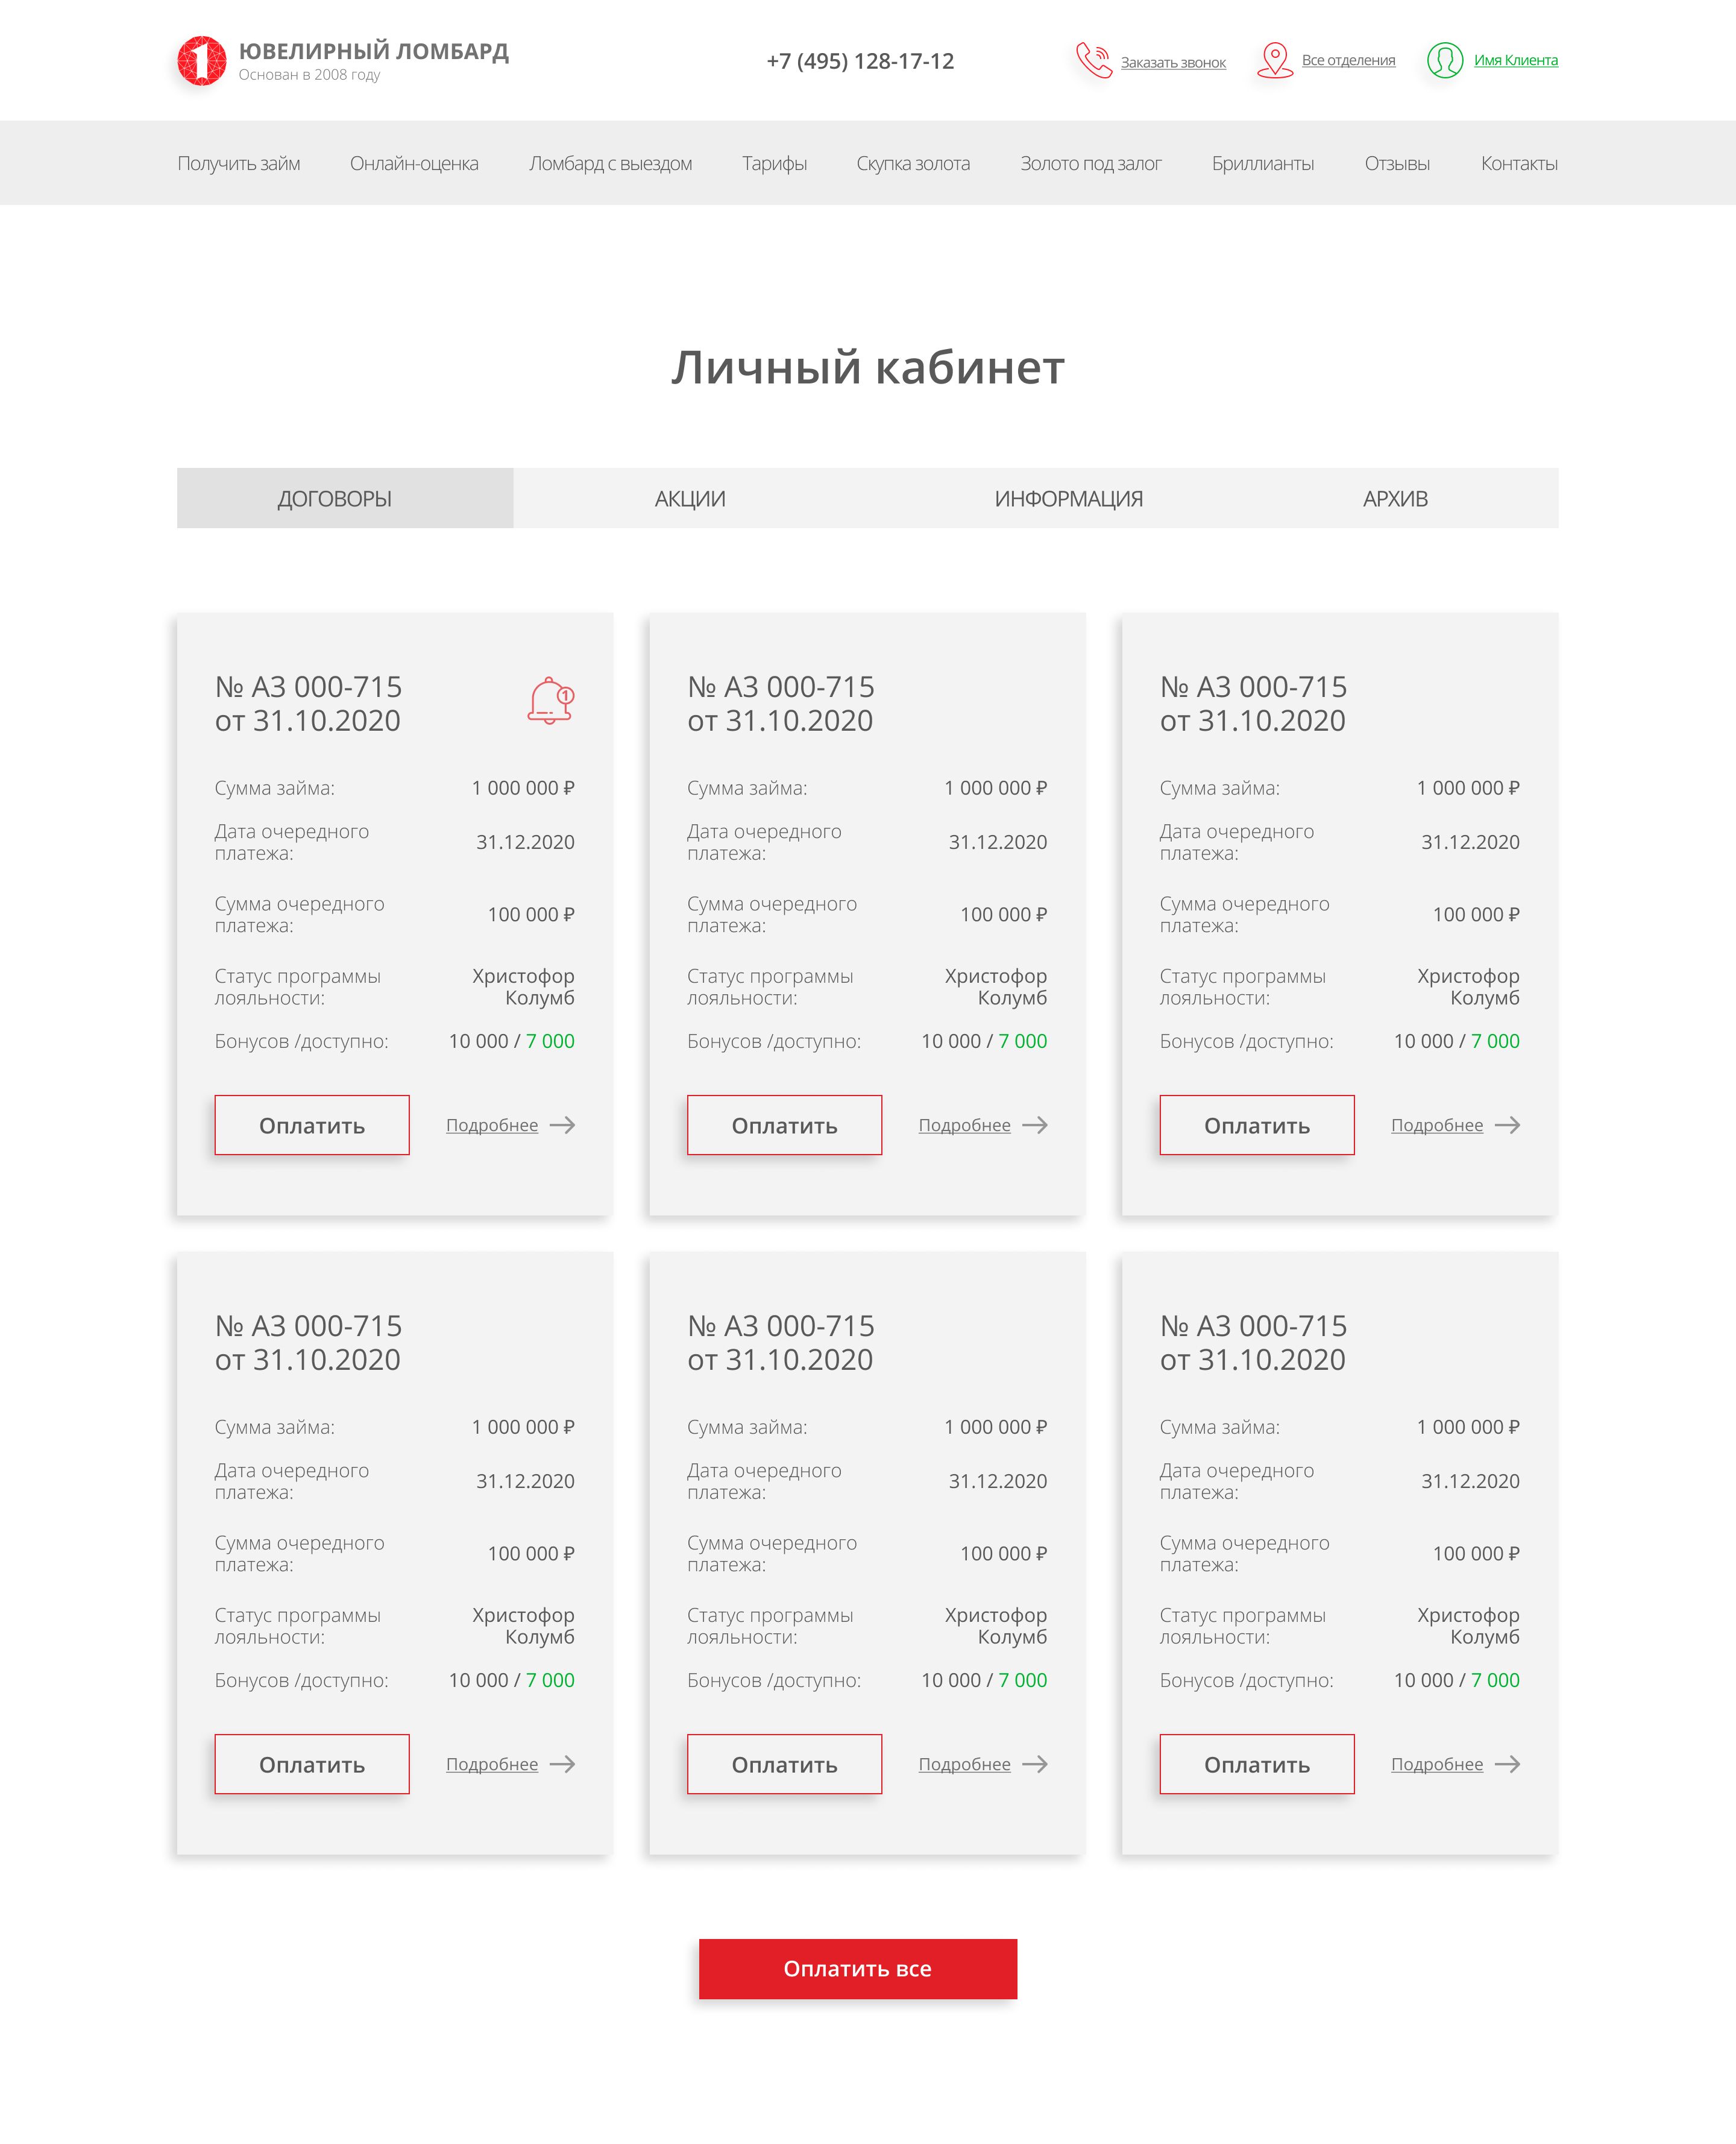 ЮВЕЛИРНЫЙ ЛОМБАРД
Основан в 2008 году
+7 (495) 128-17-12
Заказать звонок
Все отделения
Имя Клиента
Получить займ Онлайн-оценка Ломбард с выездом Тарифы Скупка золота Золото под залог Бриллианты Отзывы Контакты
Личный кабинет
ДОГОВОРЫ АКЦИИ ИНФОРМАЦИЯ АРХИВ
№ АЗ 000-715
от 31.10.2020
1
Сумма займа: 1 000 000 ₽
Дата очередного
платежа:
31.12.2020
Сумма очередного
платежа:
100 000 ₽
Статус программы
лояльности:
Христофор
Колумб
Бонусов /доступно: 10 000 / 7 000
Оплатить Подробнее
№ АЗ 000-715
от 31.10.2020
Сумма займа: 1 000 000 ₽
Дата очередного
платежа:
31.12.2020
Сумма очередного
платежа:
100 000 ₽
Статус программы
лояльности:
Христофор
Колумб
Бонусов /доступно: 10 000 / 7 000
Оплатить Подробнее
№ АЗ 000-715
от 31.10.2020
Сумма займа: 1 000 000 ₽
Дата очередного
платежа:
31.12.2020
Сумма очередного
платежа:
100 000 ₽
Статус программы
лояльности:
Христофор
Колумб
Бонусов /доступно: 10 000 / 7 000
Оплатить Подробнее
№ АЗ 000-715
от 31.10.2020
Сумма займа: 1 000 000 ₽
Дата очередного
платежа:
31.12.2020
Сумма очередного
платежа:
100 000 ₽
Статус программы
лояльности:
Христофор
Колумб
Бонусов /доступно: 10 000 / 7 000
Оплатить Подробнее
№ АЗ 000-715
от 31.10.2020
Сумма займа: 1 000 000 ₽
Дата очередного
платежа:
31.12.2020
Сумма очередного
платежа:
100 000 ₽
Статус программы
лояльности:
Христофор
Колумб
Бонусов /доступно: 10 000 / 7 000
Оплатить Подробнее
№ АЗ 000-715
от 31.10.2020
Сумма займа: 1 000 000 ₽
Дата очередного
платежа:
31.12.2020
Сумма очередного
платежа:
100 000 ₽
Статус программы
лояльности:
Христофор
Колумб
Бонусов /доступно: 10 000 / 7 000
Оплатить Подробнее
Оплатить все